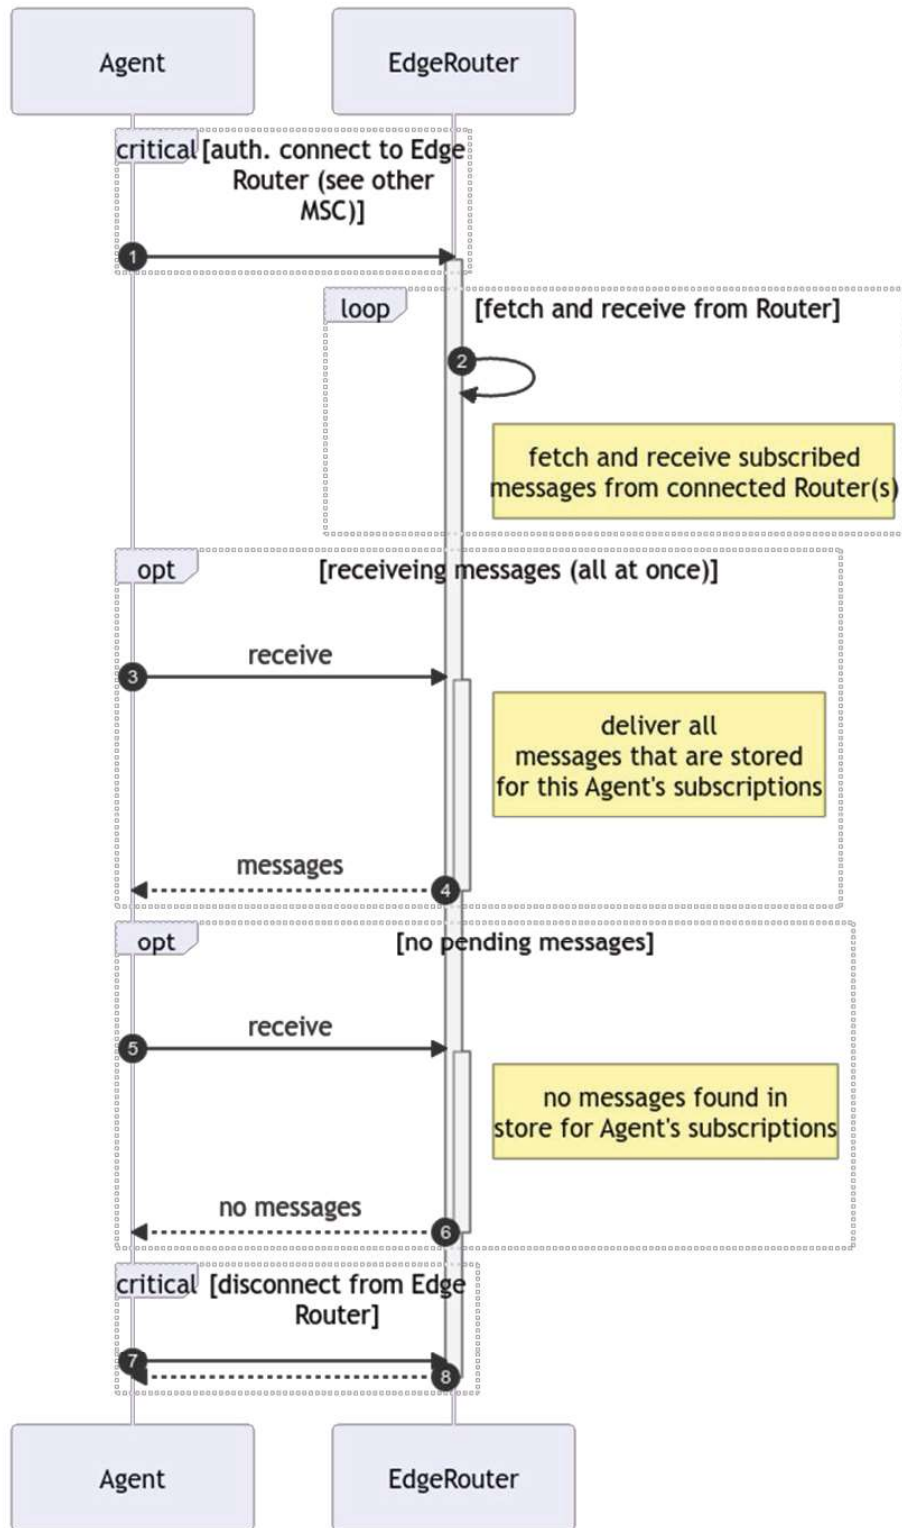 Agent
EdgeRouter
critical
[auth. connect to Edge
Router (see other
MSC)]
1
loop
[fetch and receive from Router]
2
fetch and receive subscribed
messages from connected Router(s)
opt
[receiveing messages (all at once)]
receive
3
deliver all
messages that are stored
for this Agent's subscriptions
messages
4
opt
[no pending messages]
receive
5
no messages found in
store for Agent's subscriptions
no messages
6
critical
[disconnect from Edge
Router]
7
8
Agent
EdgeRouter